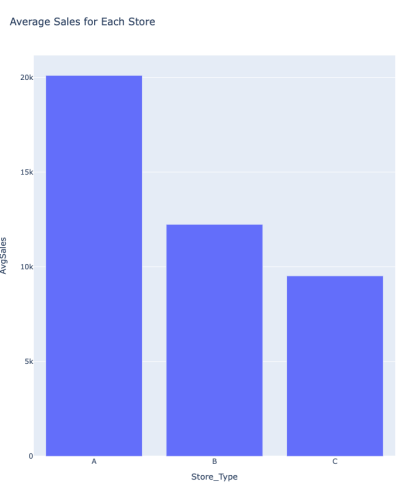 Average Sales for Each Store
20k
15k
10k
5k
0
AvgSales
A
B
C
Store_Type